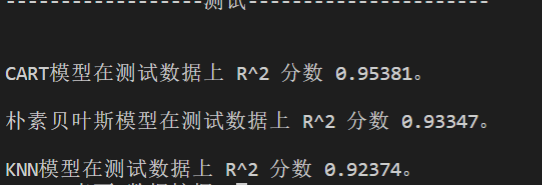 ------------------测试----------------------
CART模型在测试数据上 R^2 分数 0.95381。
朴素贝叶斯模型在测试数据上 R^2 分数 0.93347。
KNN模型在测试数据上 R^2 分数 0.92374。